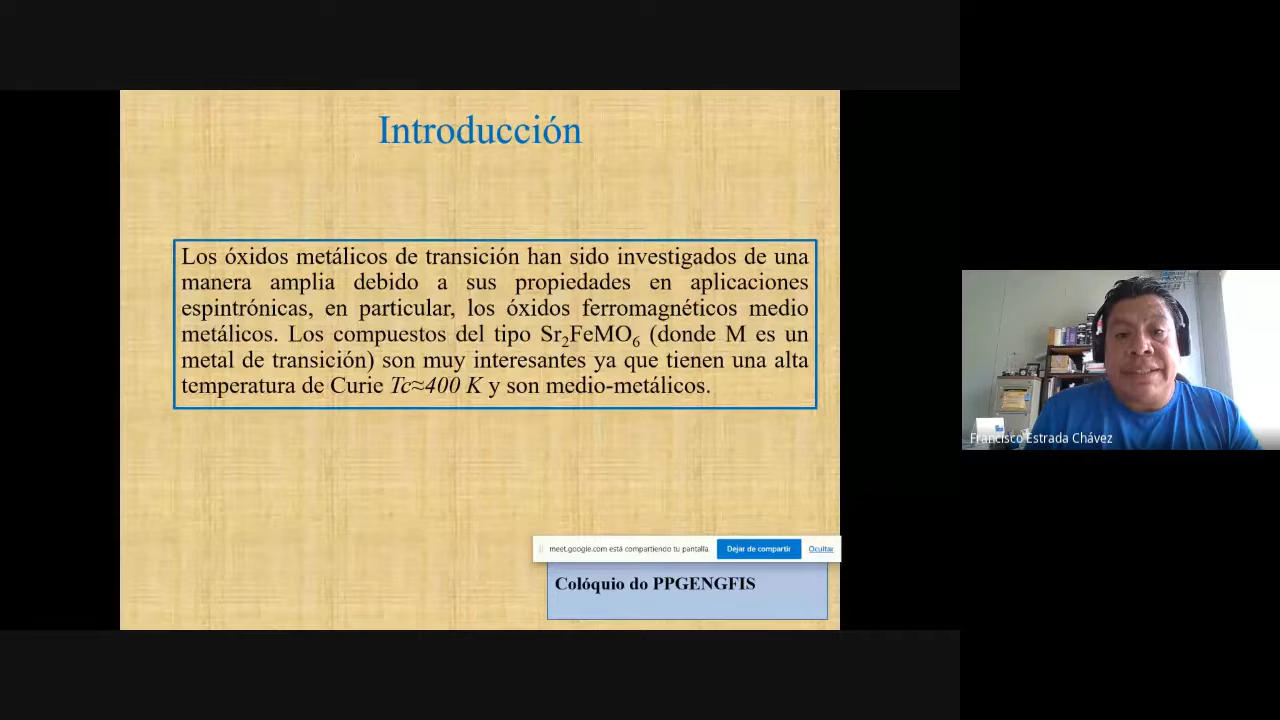 Introducción
Los óxidos metálicos de transición han sido investigados de una
manera amplia debido a sus propiedades en aplicaciones
espintrónicas, en particular, los óxidos ferromagnéticos medio
metálicos. Los compuestos del tipo Sr₂FeMO₆ (donde M es un
metal de transición) son muy interesantes ya que tienen una alta
temperatura de Curie Tc≈400 K y son medio-metálicos.
meet.google.com está compartiendo tu pantalla. Dejar de compartir Ocultar
Colóquio do PPGENGFIS
Francisco Estrada Chávez